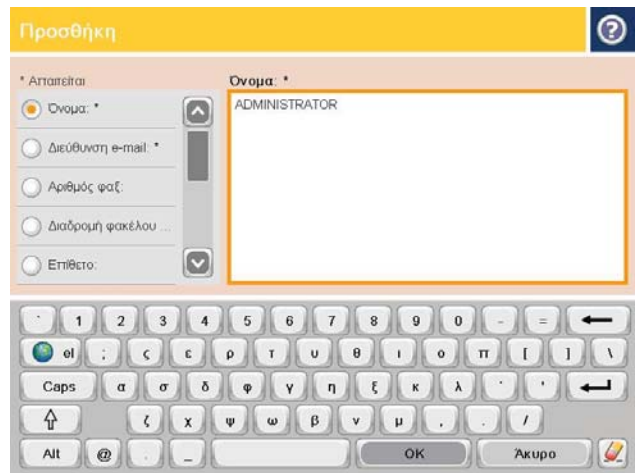 Προσθήκη
* Απαιτείται
Όνομα: *
Όνομα: *
ADMINISTRATOR
Διεύθυνση e-mail: *
Αριθμός φαξ:
Διαδρομή φακέλου ...
Επίθετο:
` 1 2 3 4 5 6 7 8 9 0 - =
el ; ς ε ρ τ υ θ ι ο π [ ] \
Caps α σ δ φ γ η ξ κ λ ΄ '
ζ χ ψ ω β ν μ , . /
Alt @ . _ OK Άκυρο